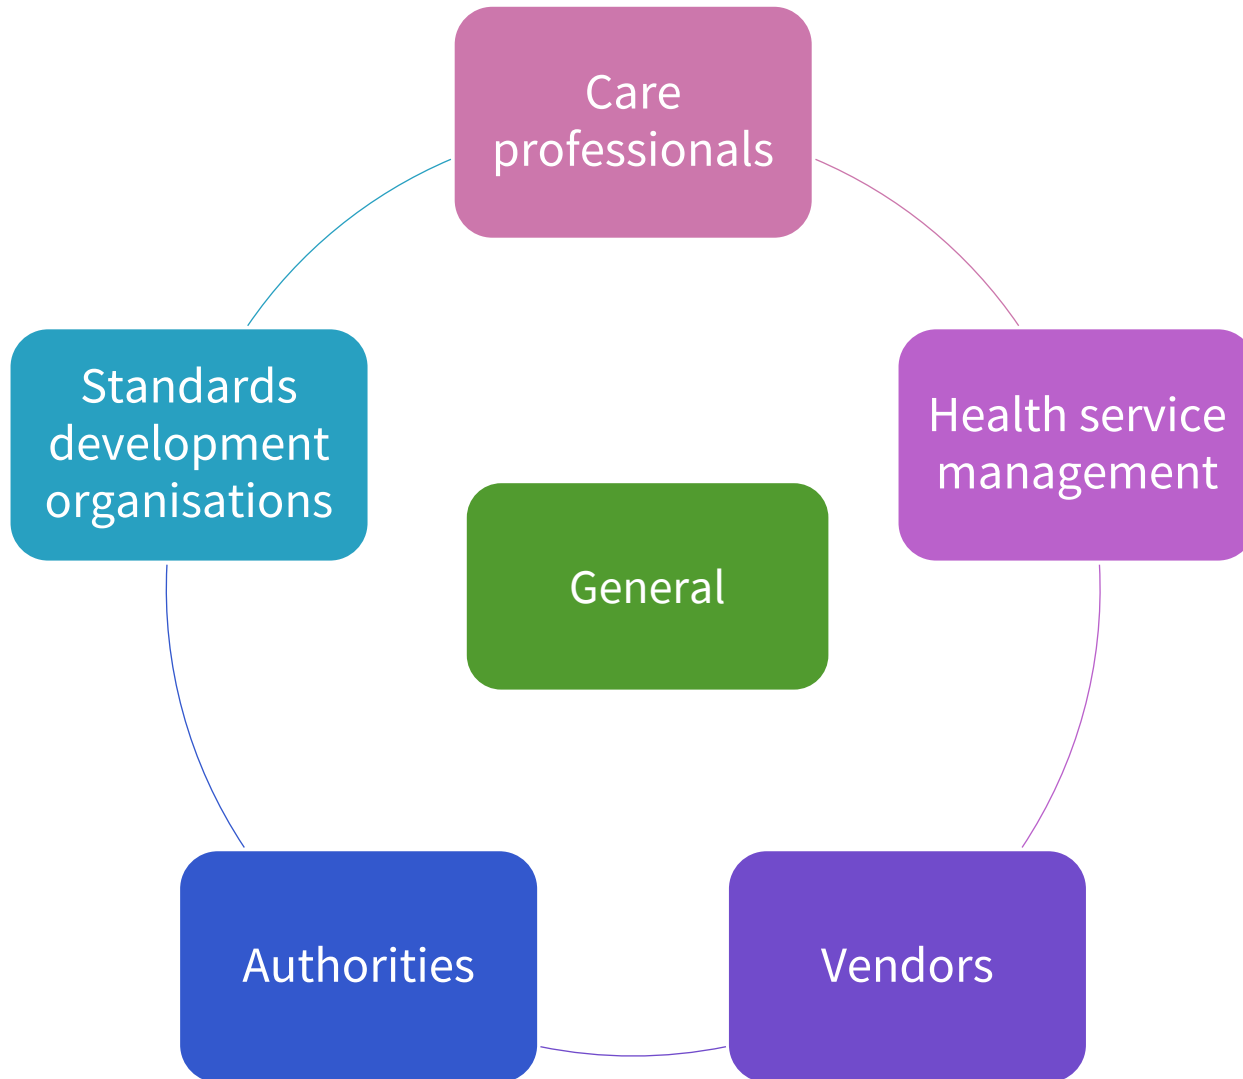 Care
professionals
Standards
development
organisations
Health service
management
General
Authorities
Vendors